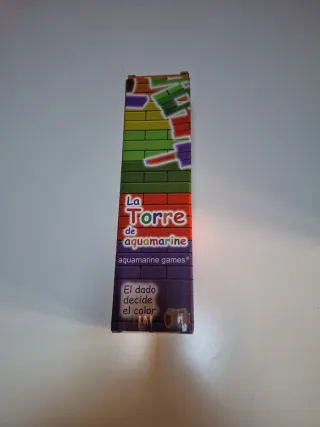 La
Torre
de
aquamarine
aquamarine games®
El dado
decide
el color